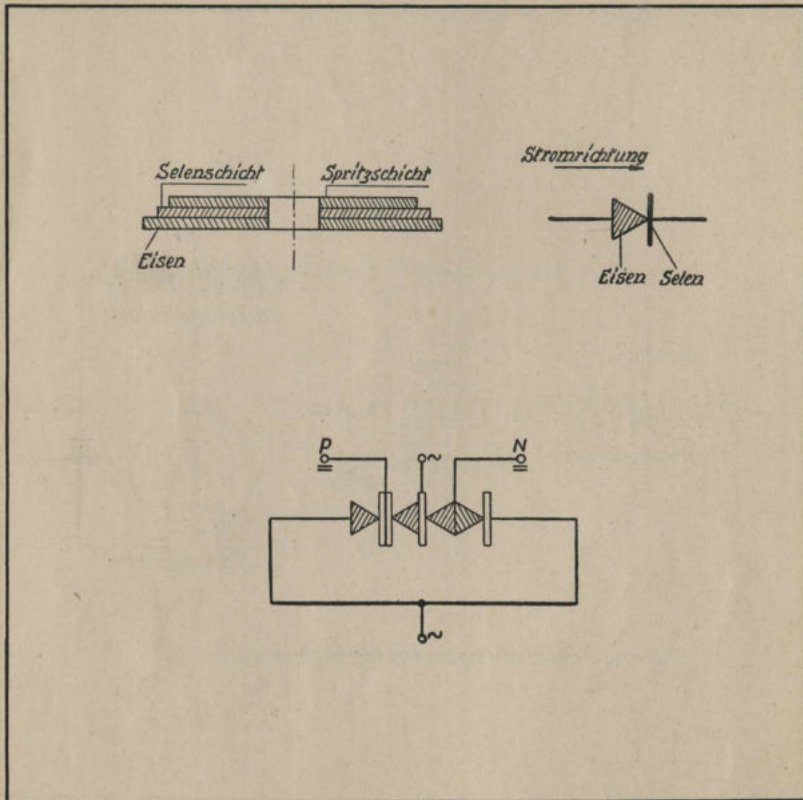 Selenschicht
Spritzschicht
Eisen
Stromrichtung
Eisen
Selen
P
~
N
~